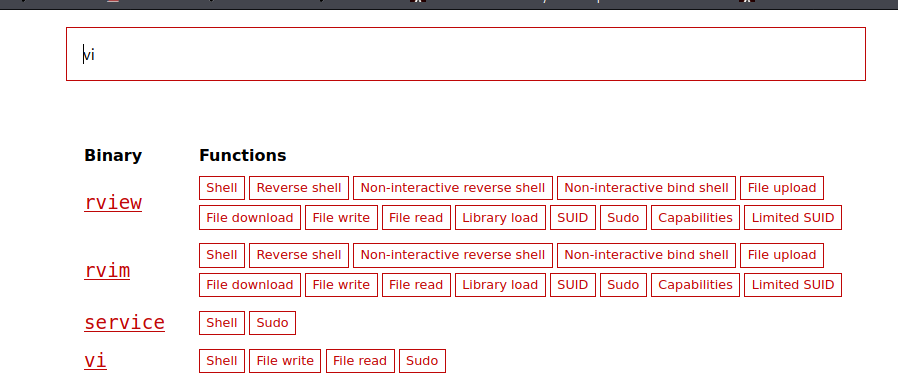 vi
Binary Functions
rview
Shell Reverse shell Non-interactive reverse shell Non-interactive bind shell File upload
File download File write File read Library load SUID Sudo Capabilities Limited SUID
rvim
Shell Reverse shell Non-interactive reverse shell Non-interactive bind shell File upload
File download File write File read Library load SUID Sudo Capabilities Limited SUID
service Shell Sudo
vi Shell File write File read Sudo